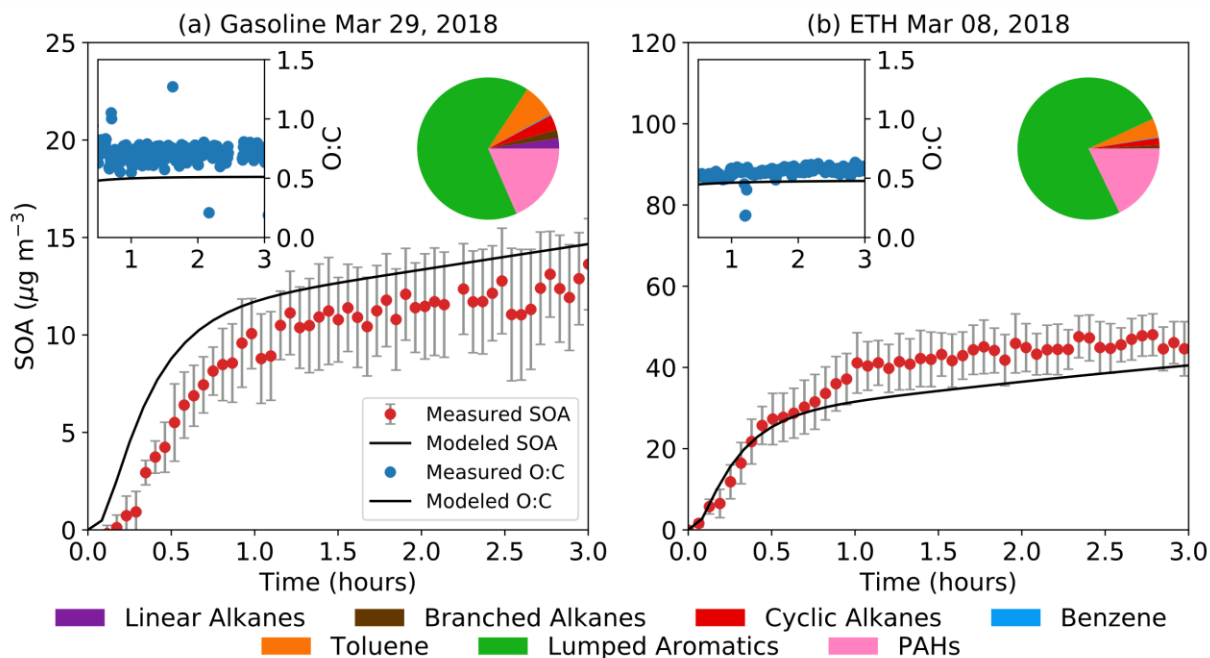 (a) Gasoline Mar 29, 2018
(b) ETH Mar 08, 2018
SOA (μg m⁻³)
25
20
15
10
5
0
0.0 0.5 1.0 1.5 2.0 2.5 3.0
Time (hours)
1.5
1.0
0.5
0.0
O:C
1 2 3
Measured SOA
Modeled SOA
Measured O:C
Modeled O:C
120
100
80
60
40
20
0
0.0 0.5 1.0 1.5 2.0 2.5 3.0
Time (hours)
1.5
1.0
0.5
0.0
O:C
1 2 3
Linear Alkanes Branched Alkanes Cyclic Alkanes Benzene
Toluene Lumped Aromatics PAHs